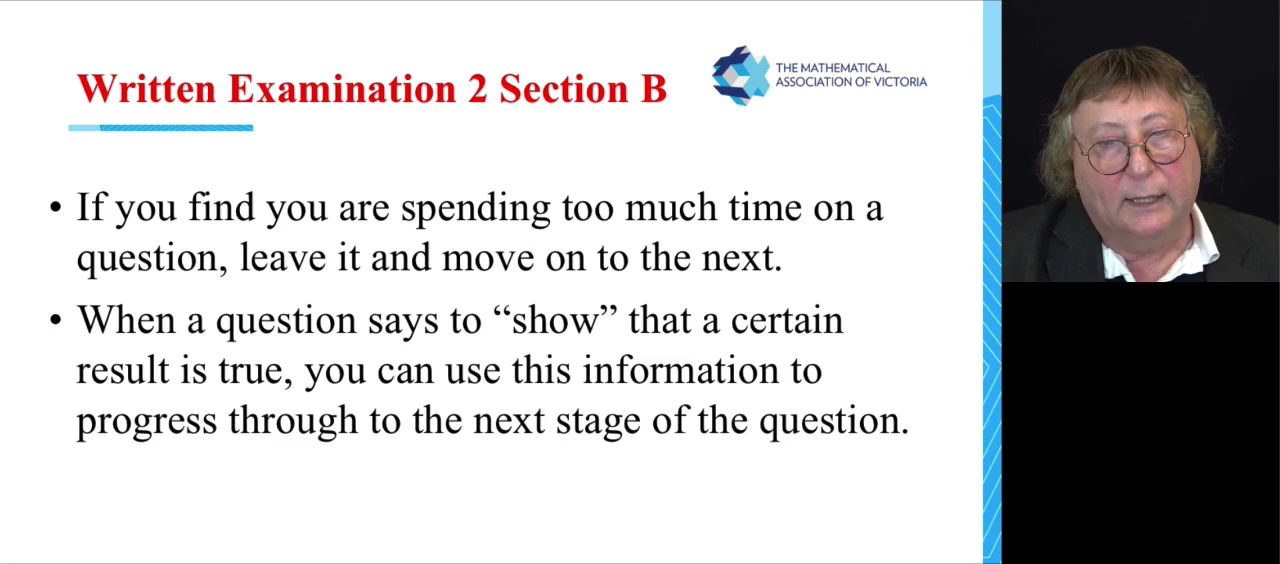 Written Examination 2 Section B
THE MATHEMATICAL
ASSOCIATION OF VICTORIA
• If you find you are spending too much time on a
question, leave it and move on to the next.
• When a question says to “show” that a certain
result is true, you can use this information to
progress through to the next stage of the question.